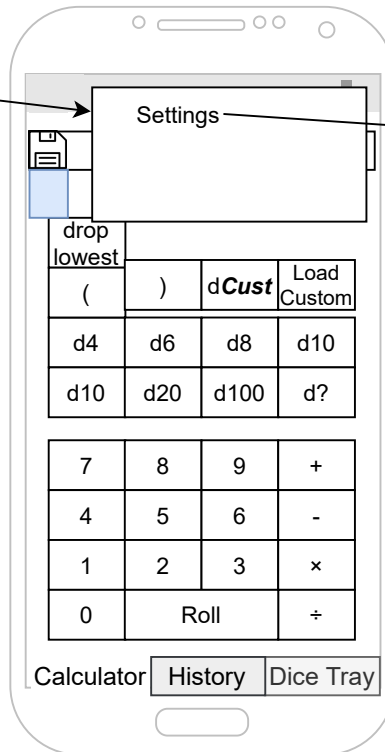 Settings
drop
lowest
( ) dCust Load
Custom
d4 d6 d8 d10
d10 d20 d100 d?
7 8 9 +
4 5 6 -
1 2 3 ×
0 Roll ÷
Calculator History Dice Tray